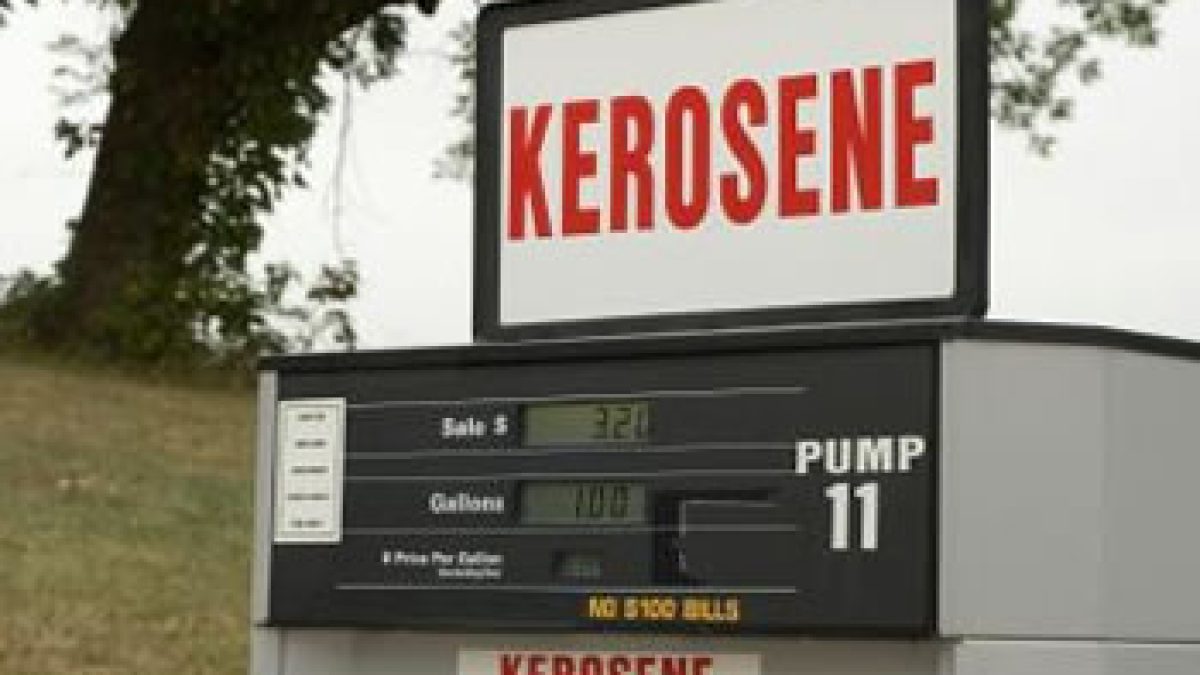 KEROSENE
Sale $ 321
Gallons 100
PUMP
11
$ Price Per Gallon
NO $100 BILLS
KEROSENE